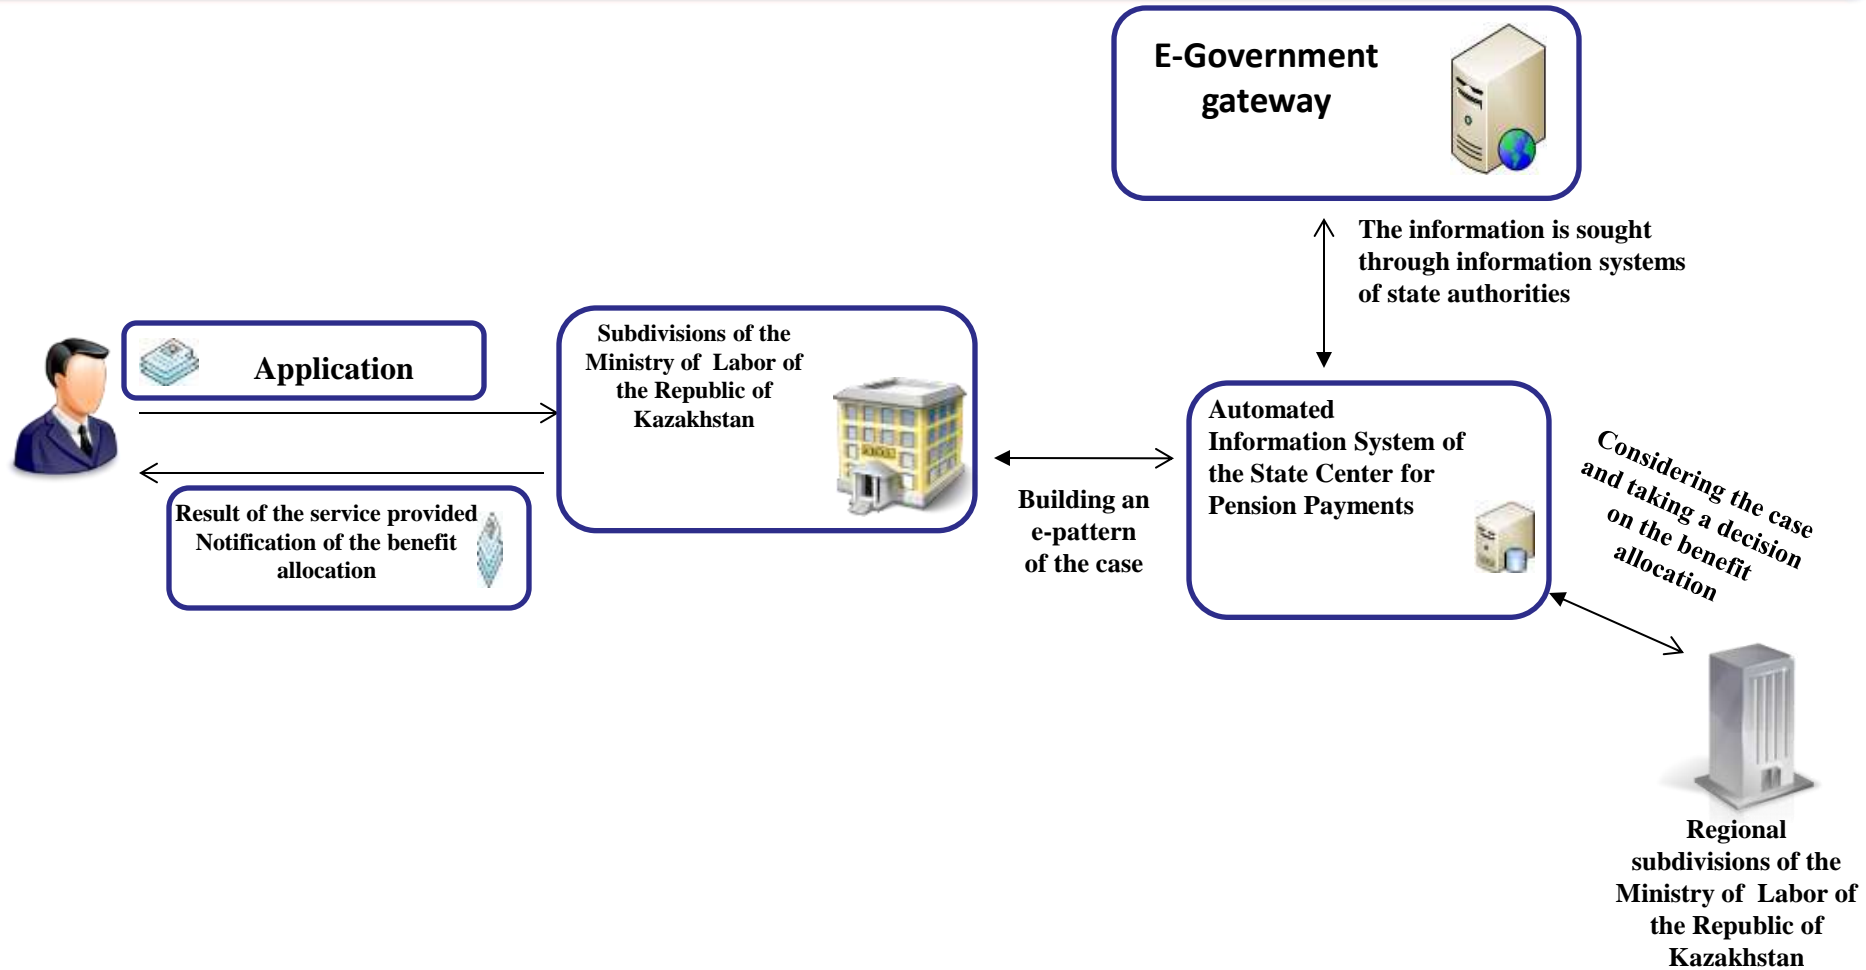 E-Government
gateway
The information is sought
through information systems
of state authorities
Application
Subdivisions of the
Ministry of Labor of
the Republic of
Kazakhstan
Result of the service provided
Notification of the benefit
allocation
Building an
e-pattern
of the case
Automated
Information System of
the State Center for
Pension Payments
Considering the case
and taking a decision
on the benefit
allocation
Regional
subdivisions of the
Ministry of Labor of
the Republic of
Kazakhstan